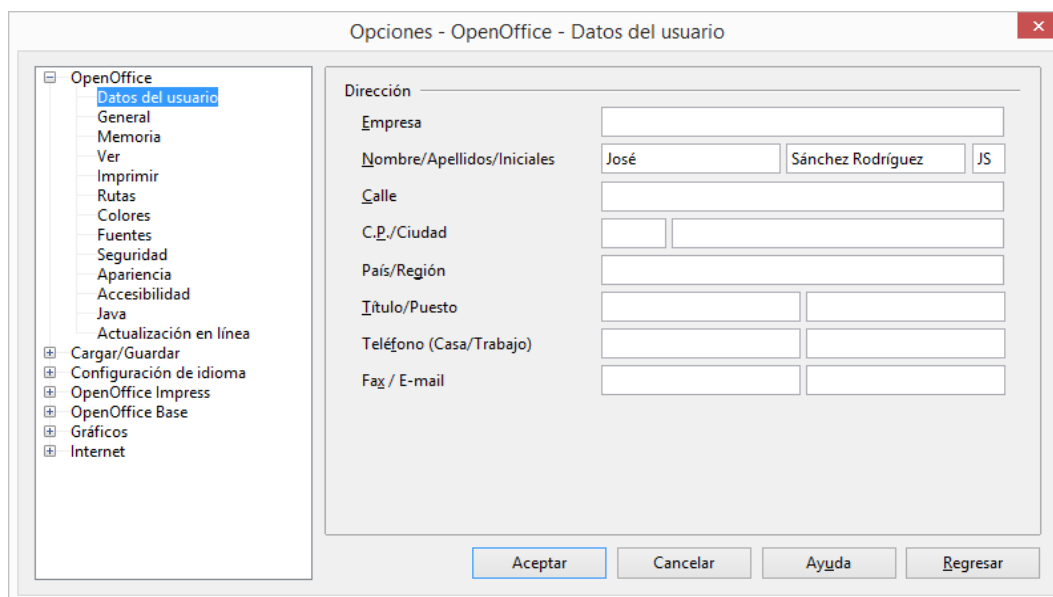 Opciones - OpenOffice - Datos del usuario
OpenOffice
Datos del usuario
General
Memoria
Ver
Imprimir
Rutas
Colores
Fuentes
Seguridad
Apariencia
Accesibilidad
Java
Actualización en línea
Cargar/Guardar
Configuración de idioma
OpenOffice Impress
OpenOffice Base
Gráficos
Internet
Dirección
Empresa
Nombre/Apellidos/Iniciales José Sánchez Rodríguez JS
Calle
C.P./Ciudad
País/Región
Título/Puesto
Teléfono (Casa/Trabajo)
Fax / E-mail
Aceptar Cancelar Ayuda Regresar